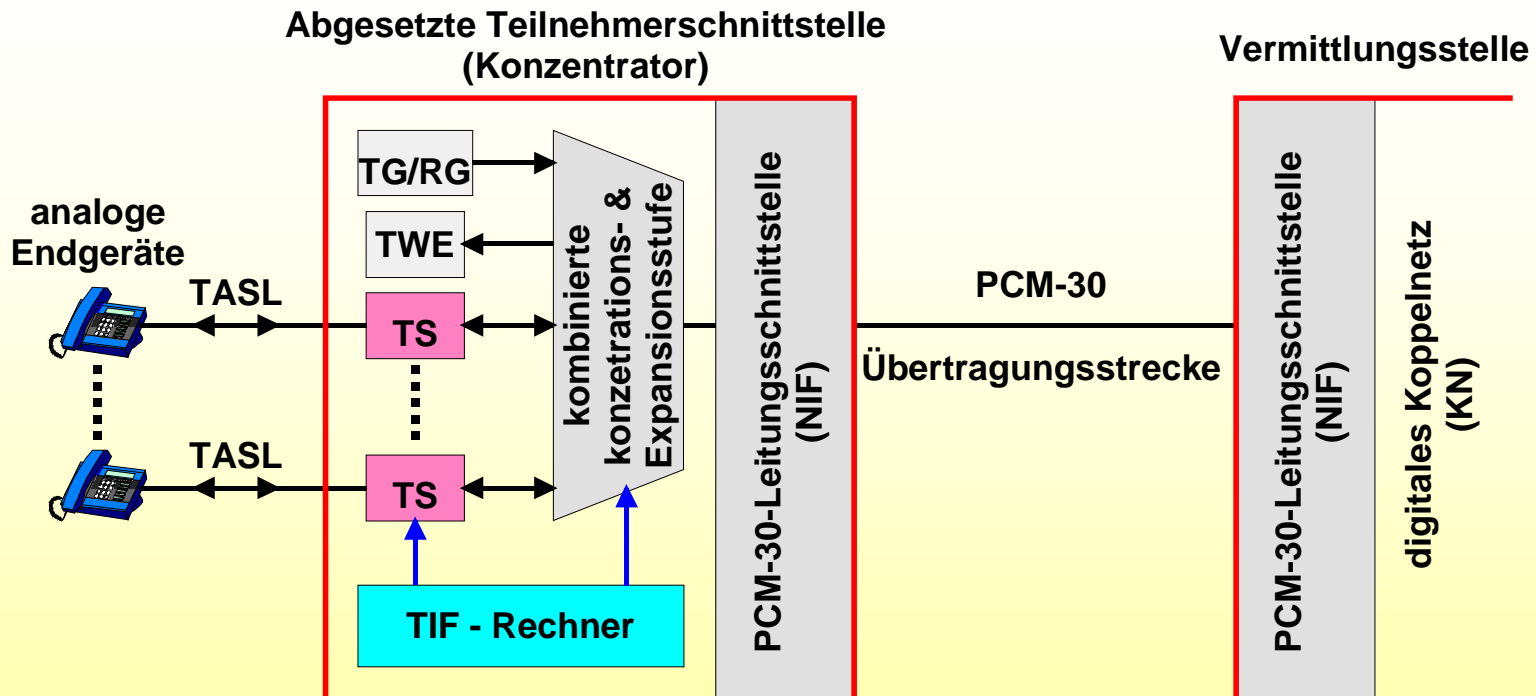 Abgesetzte Teilnehmerschnittstelle
(Konzentrator)
Vermittlungsstelle
analoge
Endgeräte
TASL
TASL
TG/RG
TWE
TS
TS
TIF - Rechner
kombinierte
konzetrations- &
Expansionsstufe
PCM-30-Leitungsschnittstelle
(NIF)
PCM-30
Übertragungsstrecke
PCM-30-Leitungsschnittstelle
(NIF)
digitales Koppelnetz
(KN)